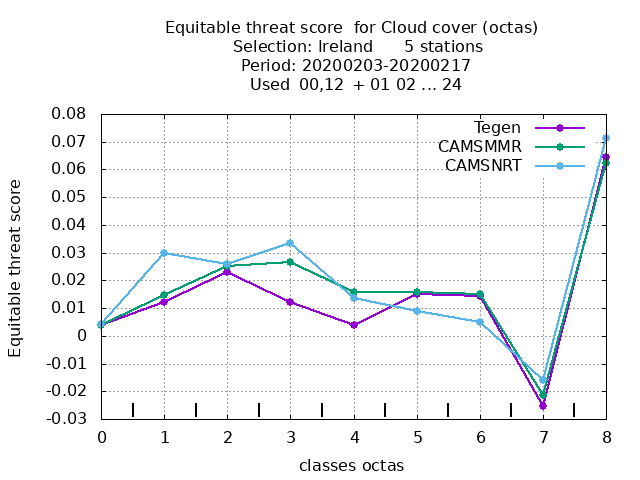 Equitable threat score  for Cloud cover (octas)
Selection: Ireland      5 stations
Period: 20200203-20200217
Used  00,12  + 01 02 ... 24
Tegen
CAMSMMR
CAMSNRT
Equitable threat score
0.08
0.07
0.06
0.05
0.04
0.03
0.02
0.01
0
-0.01
-0.02
-0.03
0 1 2 3 4 5 6 7 8
classes octas